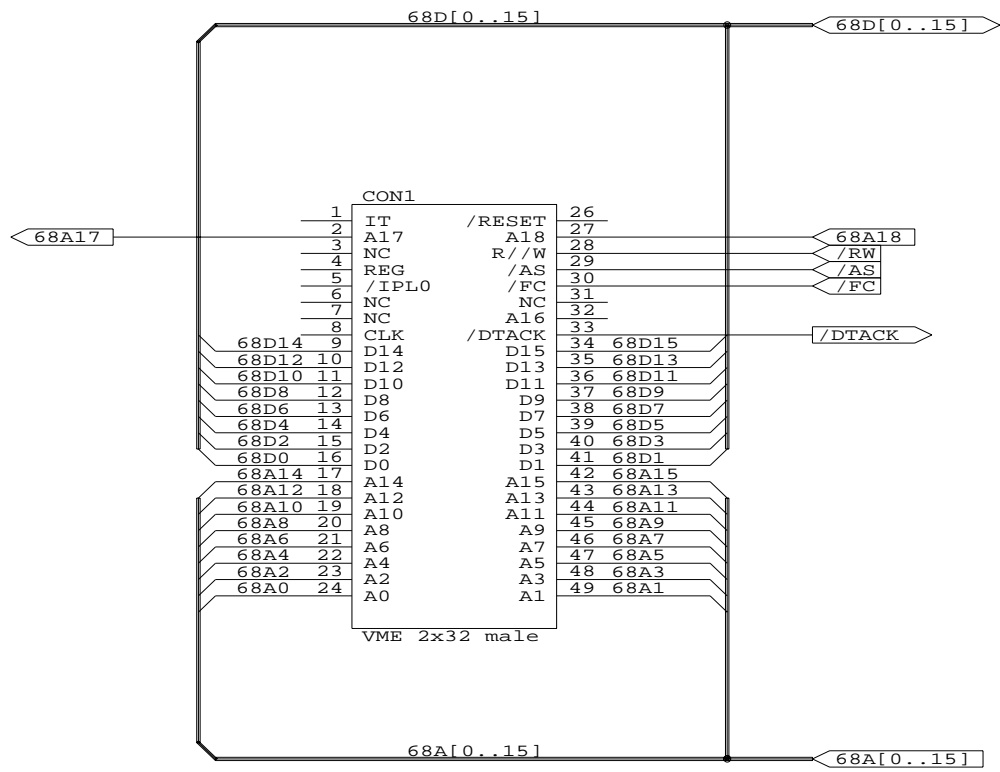 68D[0..15] 68D[0..15]
CON1
1 IT /RESET 26
68A17 2 A17 A18 27 68A18
3 NC R//W 28 /RW
4 REG /AS 29 /AS
5 /IPL0 /FC 30 /FC
6 NC NC 31
7 NC A16 32
8 CLK /DTACK 33 /DTACK
68D14 9 D14 D15 34 68D15
68D12 10 D12 D13 35 68D13
68D10 11 D10 D11 36 68D11
68D8 12 D8 D9 37 68D9
68D6 13 D6 D7 38 68D7
68D4 14 D4 D5 39 68D5
68D2 15 D2 D3 40 68D3
68D0 16 D0 D1 41 68D1
68A14 17 A14 A15 42 68A15
68A12 18 A12 A13 43 68A13
68A10 19 A10 A11 44 68A11
68A8 20 A8 A9 45 68A9
68A6 21 A6 A7 46 68A7
68A4 22 A4 A5 47 68A5
68A2 23 A2 A3 48 68A3
68A0 24 A0 A1 49 68A1
VME 2x32 male
68A[0..15] 68A[0..15]